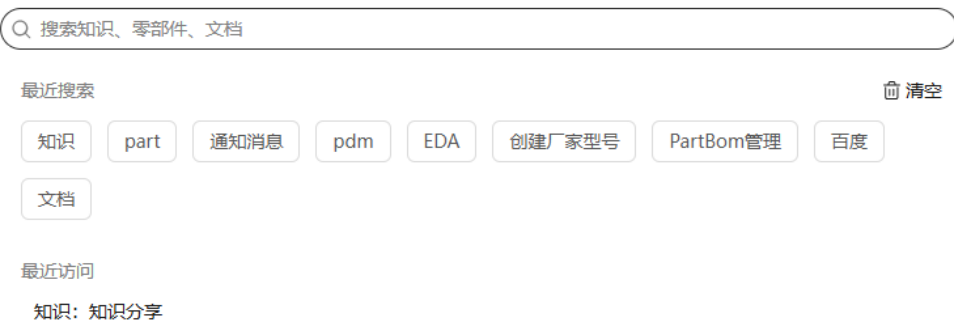 搜索知识、零部件、文档
最近搜索 清空
知识 part 通知消息 pdm EDA 创建厂家型号 PartBom管理 百度
文档
最近访问
知识：知识分享